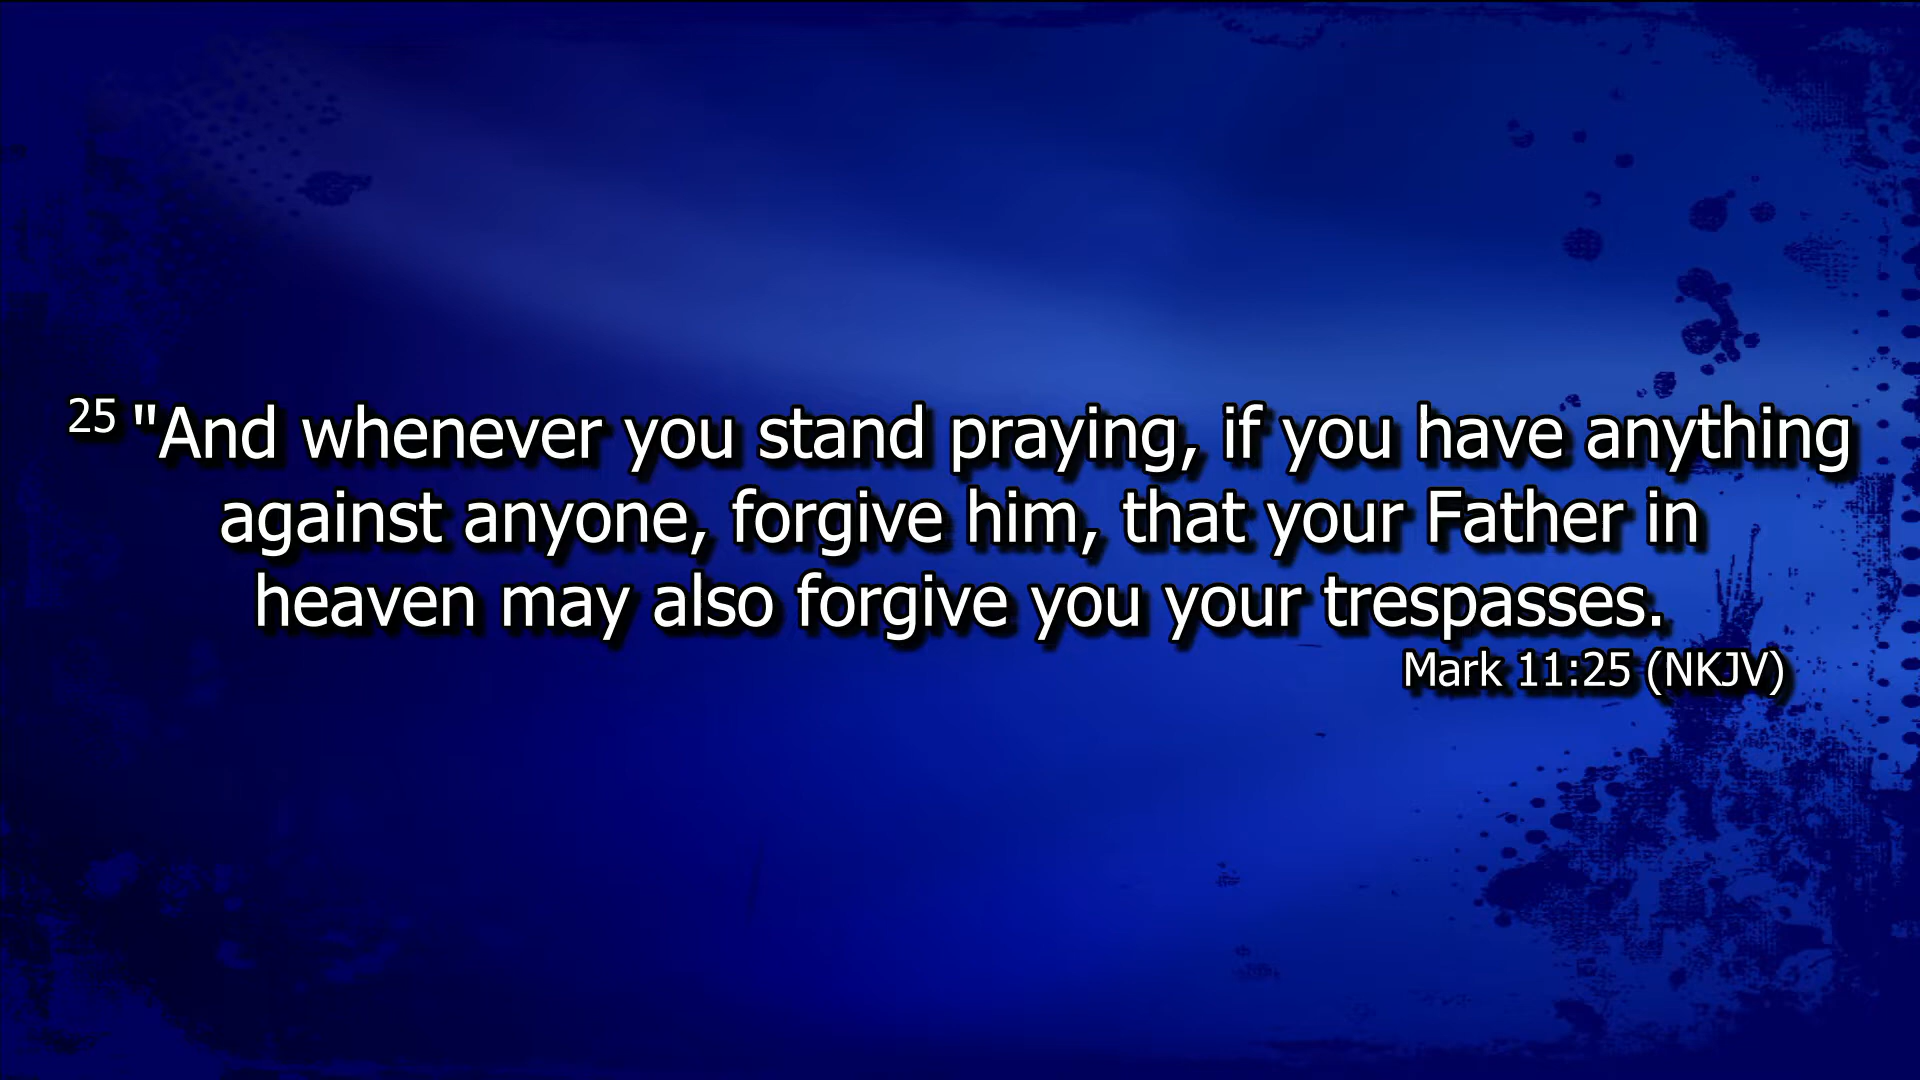 25 "And whenever you stand praying, if you have anything
against anyone, forgive him, that your Father in
heaven may also forgive you your trespasses.
Mark 11:25 (NKJV)